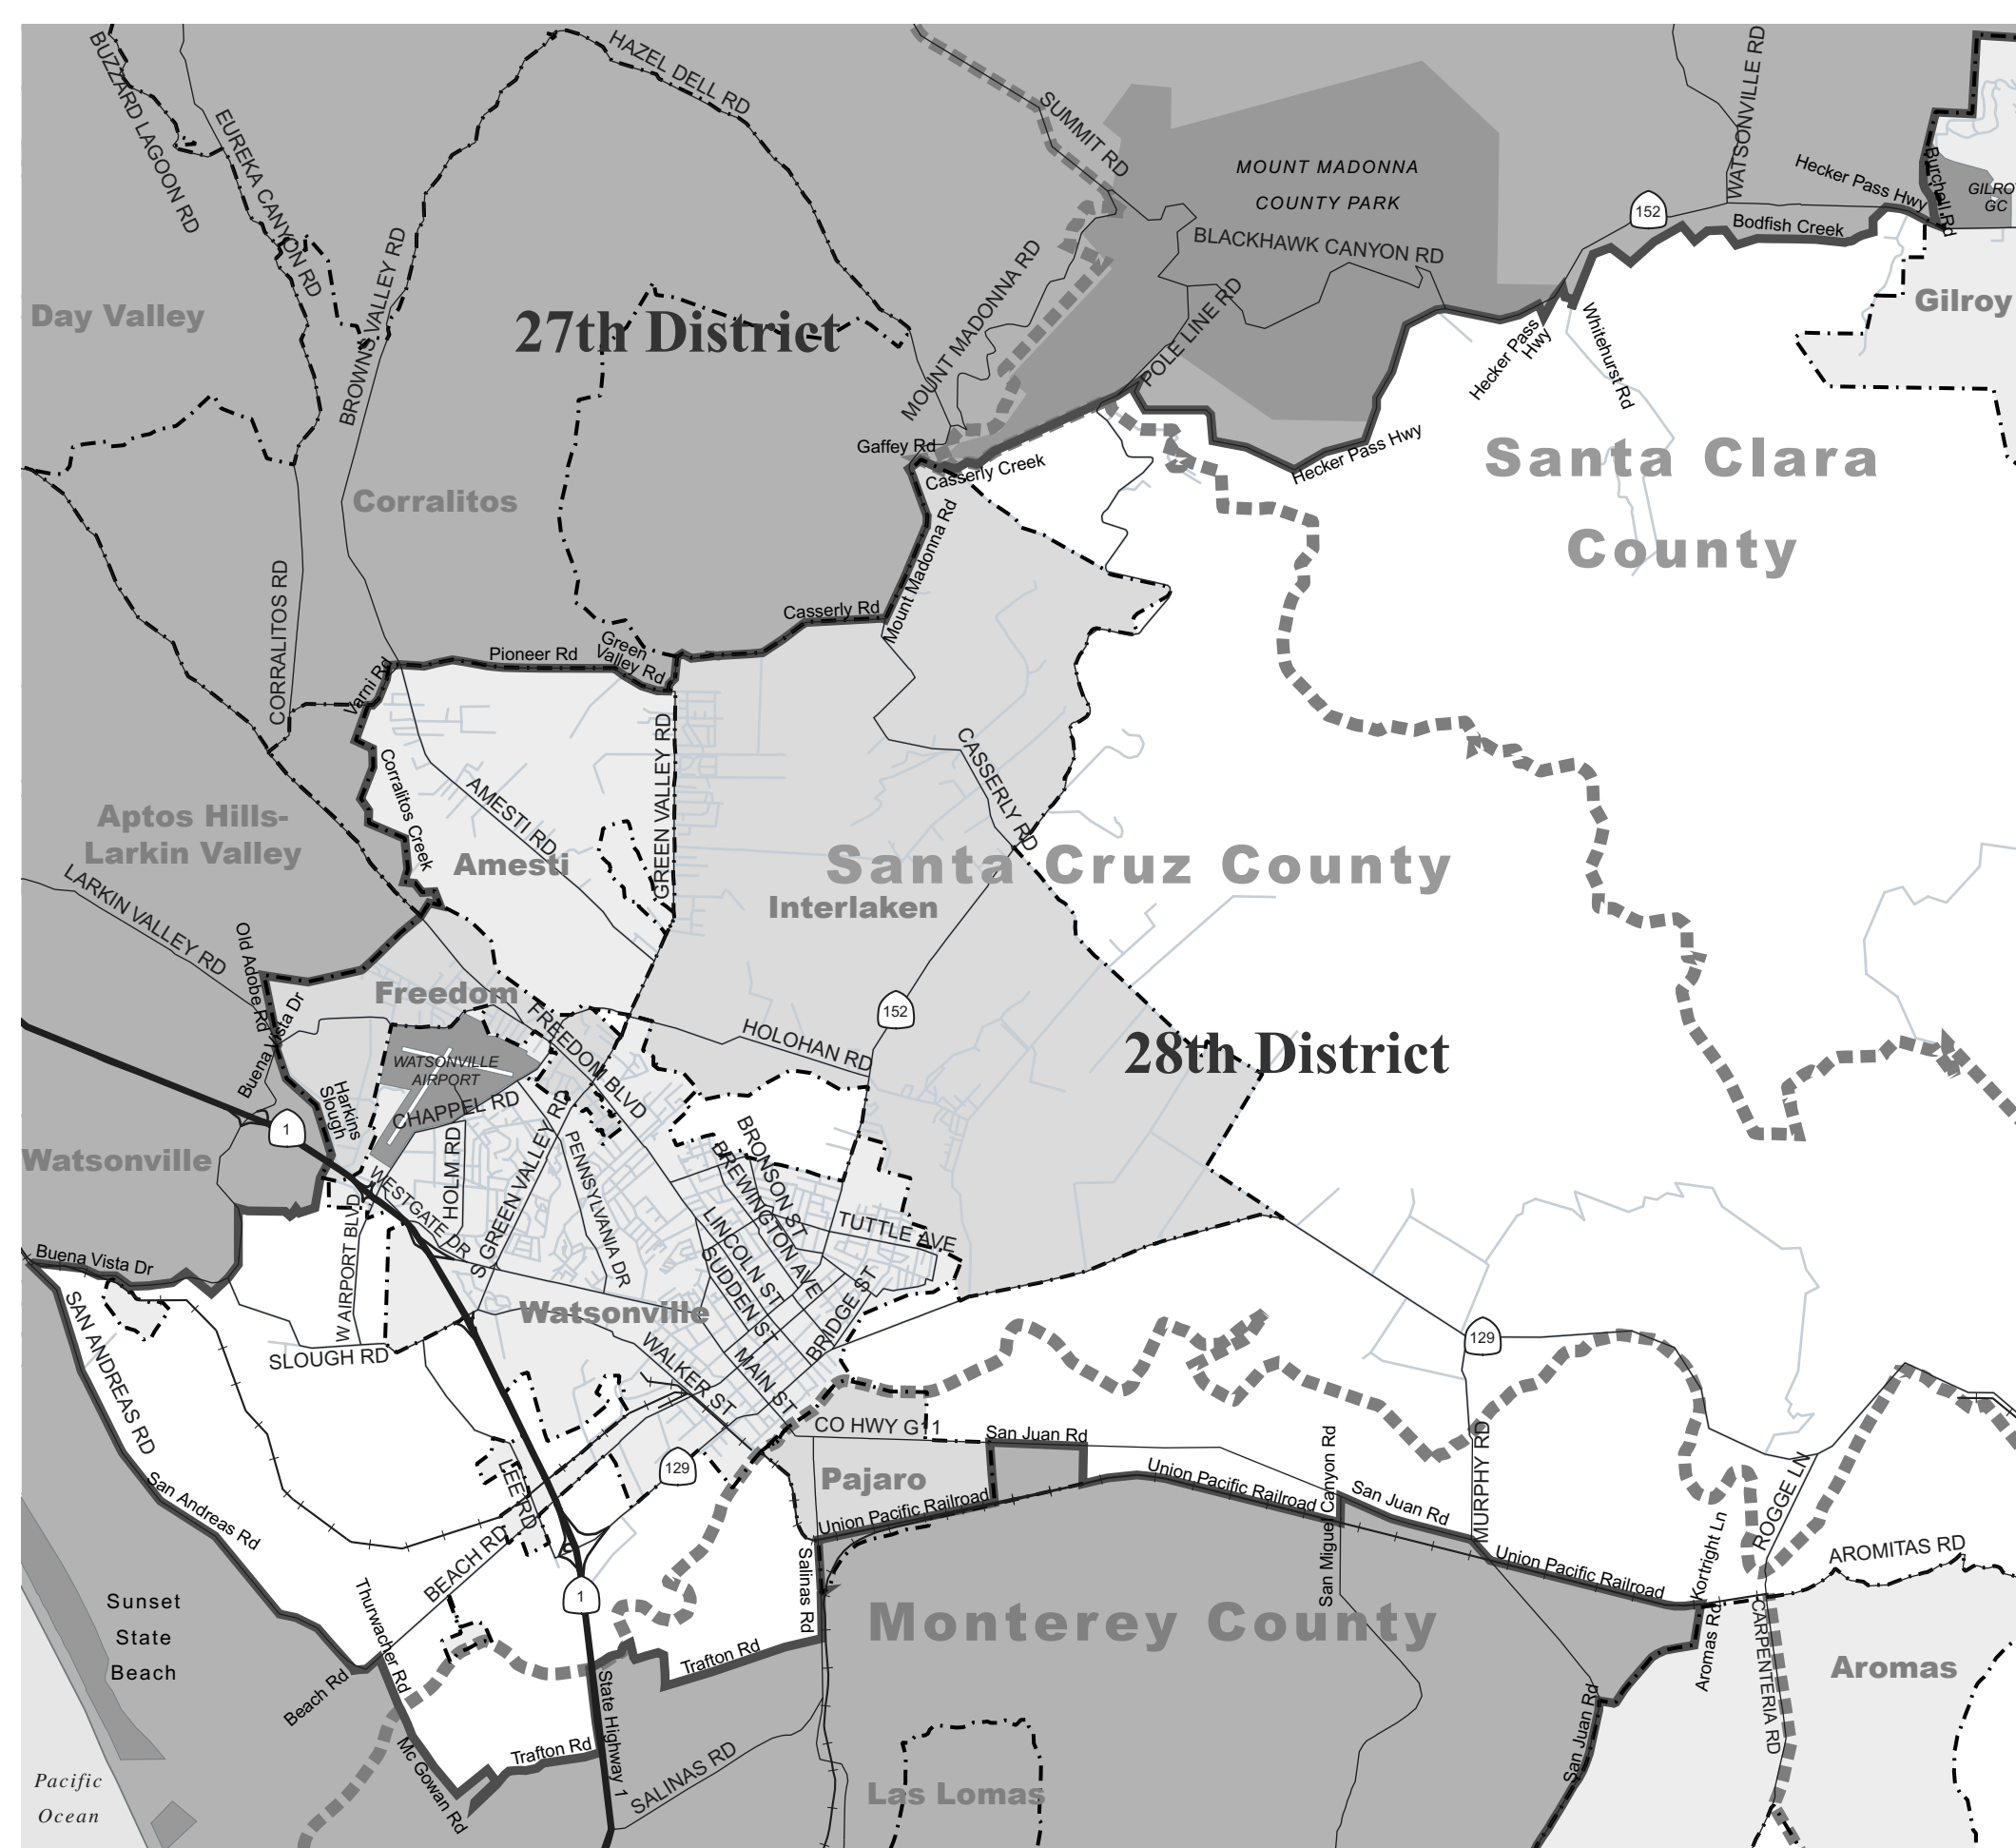 BUZZARD LAGOON RD
EUREKA CANYON RD
HAZEL DELL RD
SUMMIT RD
MOUNT MADONNA
COUNTY PARK
BLACKHAWK CANYON RD
WATSONVILLE RD
Hecker Pass Hwy
Burchell Rd
GC
152
Bodfish Creek
Gilroy
Day Valley
BROWNS VALLEY RD
27th District
MOUNT MADONNA RD
POLE LINE RD
Hecker Pass
Hwy
Whitehurst Rd
Gaffey Rd
Casserly Creek
Hecker Pass Hwy
Santa Clara
County
Corralitos
CORRALITOS RD
Mount Madonna Rd
Casserly Rd
Green
Valley Rd
Pioneer Rd
Varni Rd
Corralitos Creek
AMESTI RD
GREEN VALLEY RD
CASSERLY RD
Aptos Hills-
Larkin Valley
Amesti
Santa Cruz County
Interlaken
LARKIN VALLEY RD
Old Adobe Rd
Buena Vista Dr
Freedom
FREEDOM BLVD
152
HOLOHAN RD
28th District
WATSONVILLE
AIRPORT
CHAPPEL RD
Harkins
Slough
1
Watsonville
WESTGATE DR
HOLM RD
S GREEN VALLEY RD
PENNSYLVANIA DR
BRONSON ST
BREWINGTON AVE
LINCOLN ST
SUDDEN ST
TUTTLE AVE
BRIDGE ST
W AIRPORT BLVD
Buena Vista Dr
SAN ANDREAS RD
SLOUGH RD
Watsonville
WALKER ST
MAIN ST
129
CO HWY G11
San Juan Rd
Pajaro
Union Pacific Railroad
Union Pacific Railroad
San Miguel Canyon Rd
San Juan Rd
MURPHY RD
129
LEE RD
BEACH RD
San Andreas Rd
Union Pacific Railroad
Kortright Ln
ROGGE LN
AROMITAS RD
Sunset
State
Beach
Thurwacher Rd
Beach Rd
1
Salinas Rd
Trafton Rd
Monterey County
Aromas Rd
CARPENTERIA RD
Aromas
San Juan Rd
State Highway 1
Trafton Rd
Mc Gowan Rd
SALINAS RD
Las Lomas
Pacific
Ocean